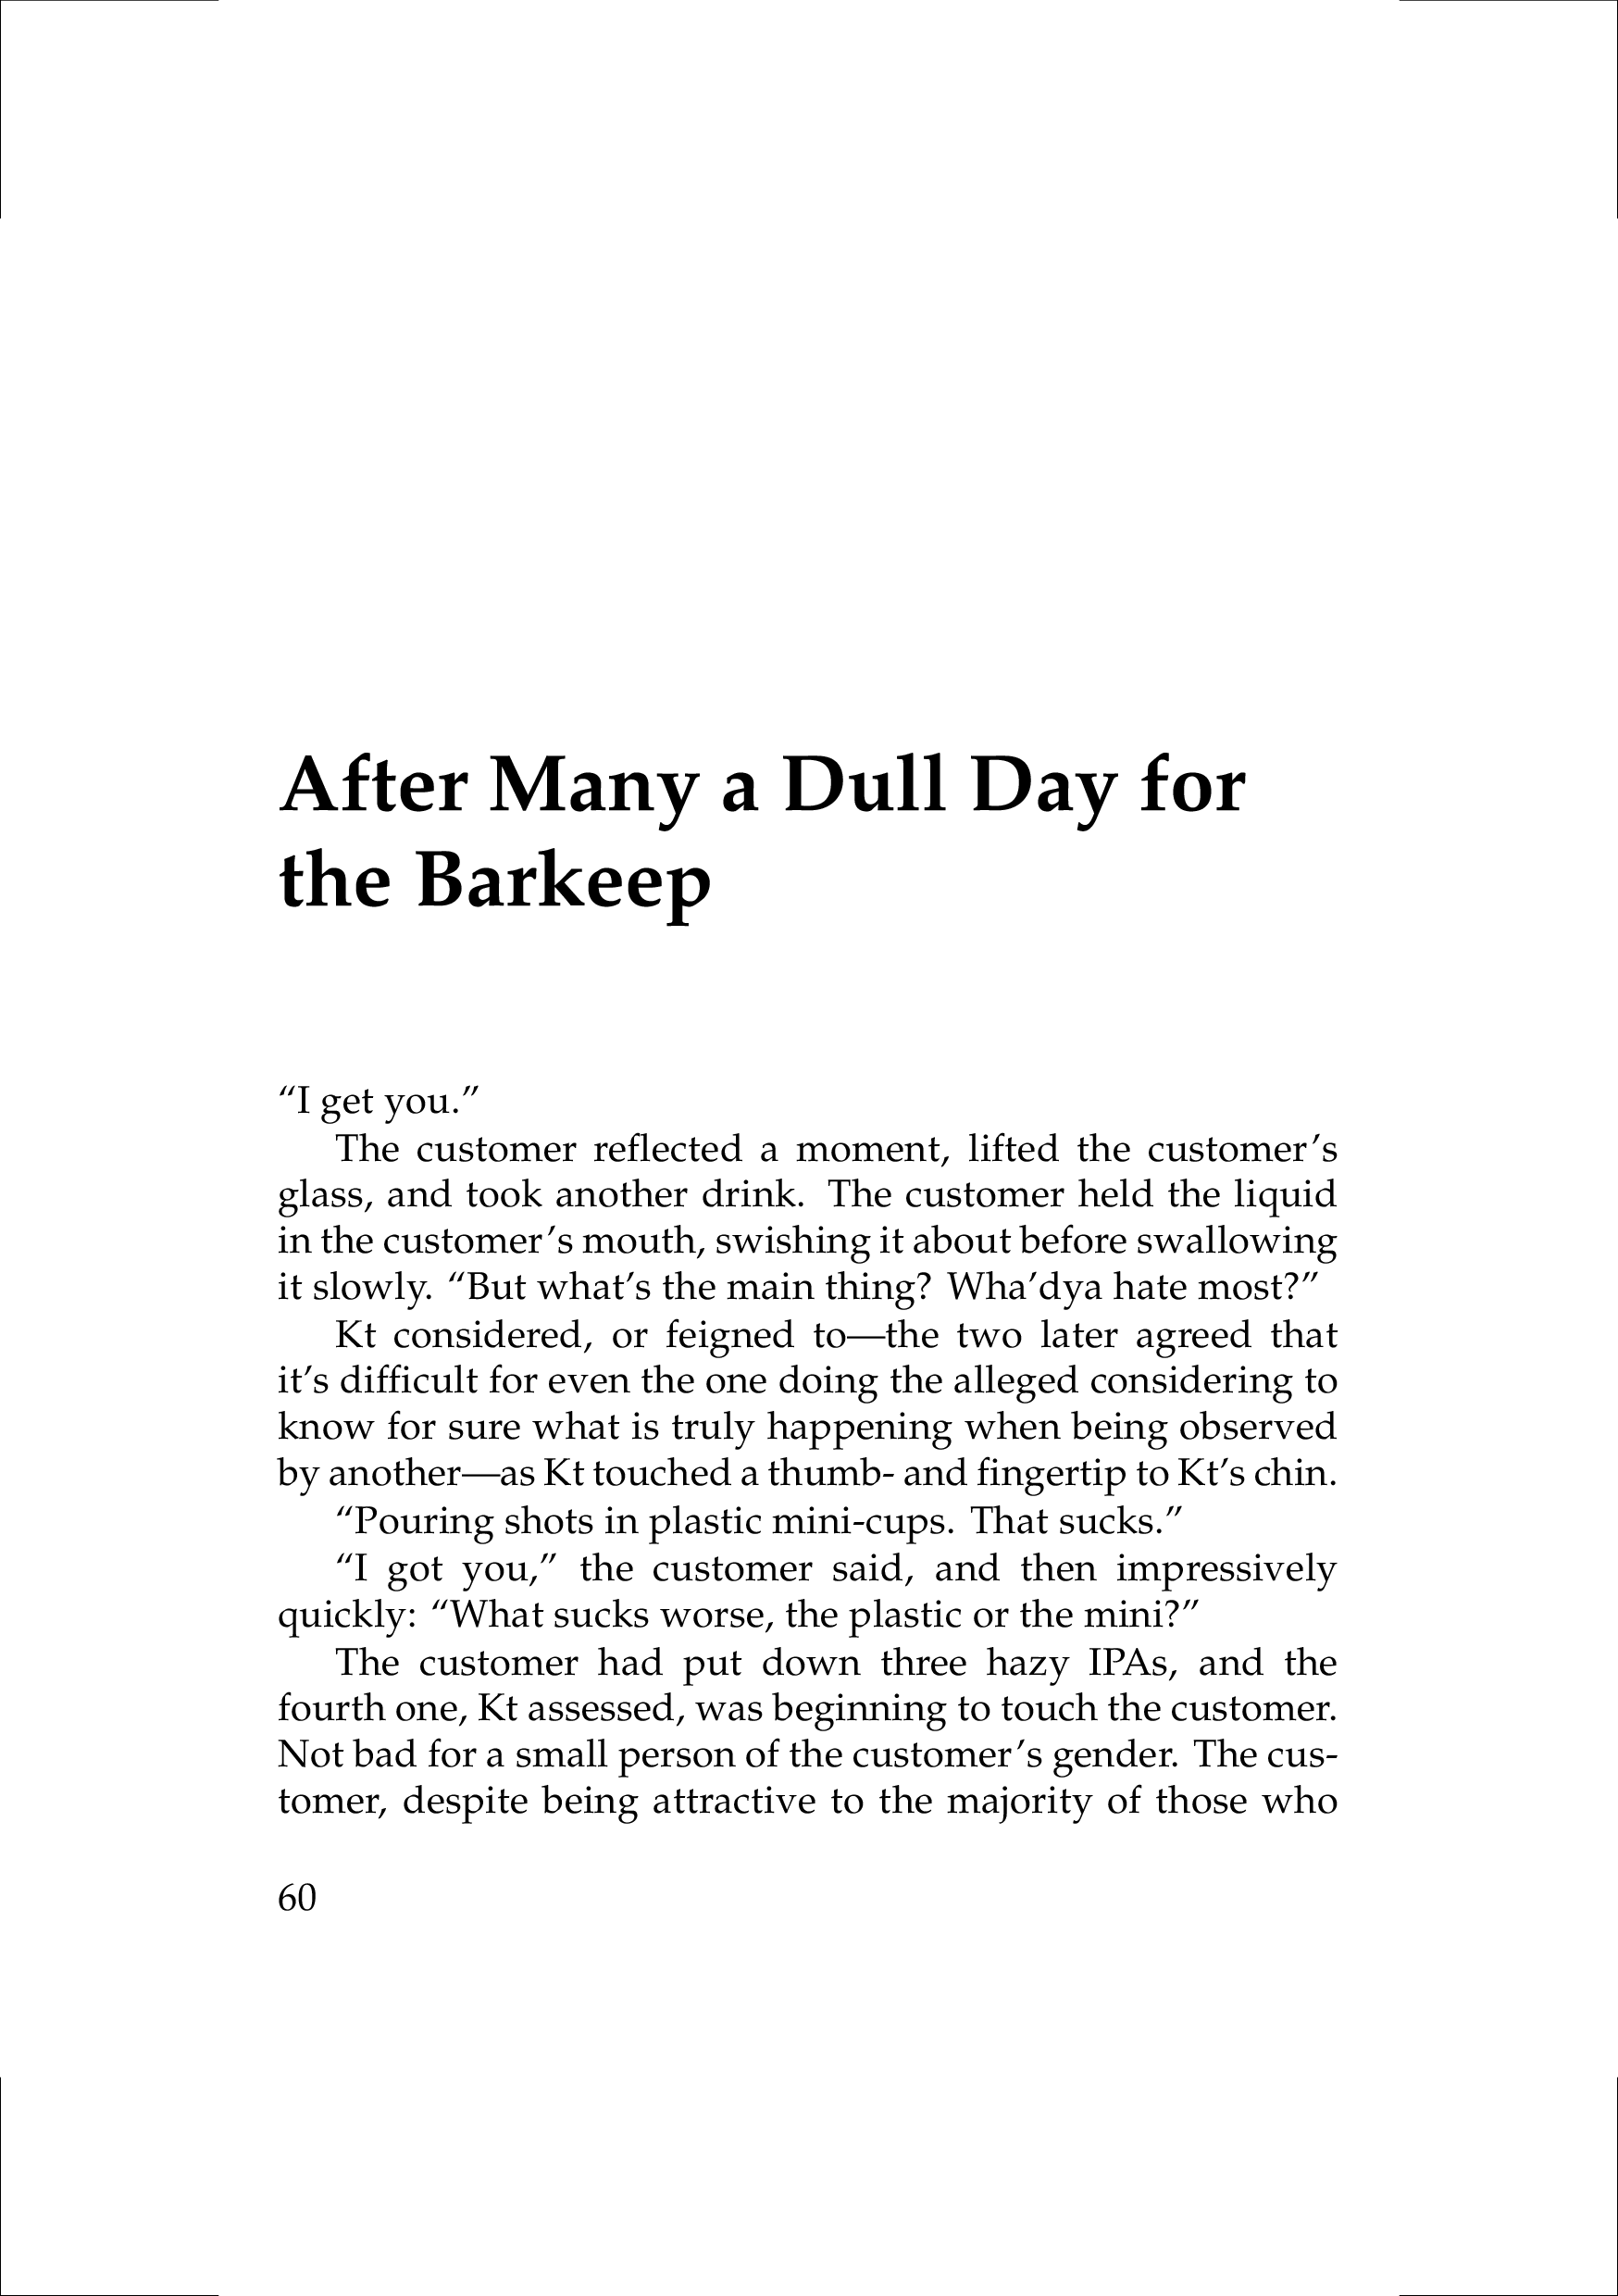 After Many a Dull Day for
the Barkeep
“I get you.”
The customer reflected a moment, lifted the customer’s
glass, and took another drink. The customer held the liquid
in the customer’s mouth, swishing it about before swallowing
it slowly. “But what’s the main thing? Wha’dya hate most?”
Kt considered, or feigned to—the two later agreed that
it’s difficult for even the one doing the alleged considering to
know for sure what is truly happening when being observed
by another—as Kt touched a thumb- and fingertip to Kt’s chin.
“Pouring shots in plastic mini-cups. That sucks.”
“I got you,” the customer said, and then impressively
quickly: “What sucks worse, the plastic or the mini?”
The customer had put down three hazy IPAs, and the
fourth one, Kt assessed, was beginning to touch the customer.
Not bad for a small person of the customer’s gender. The cus-
tomer, despite being attractive to the majority of those who
60